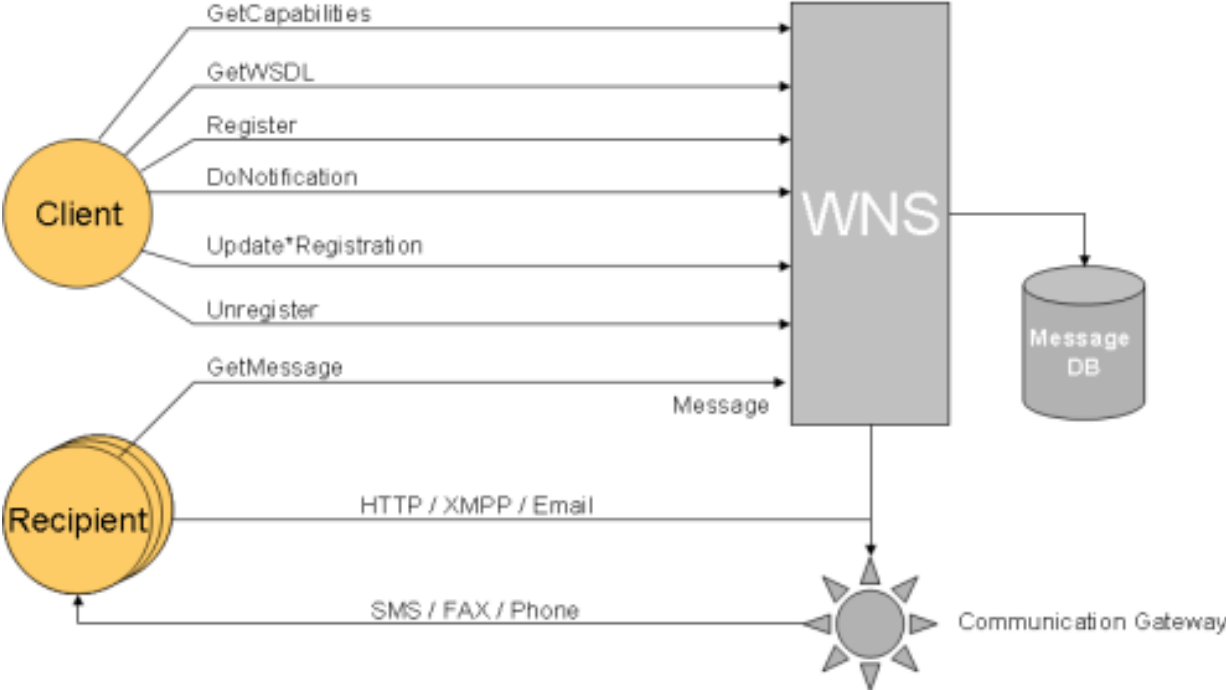 GetCapabilities
GetWSDL
Register
DoNotification
Client
WNS
Update*Registration
Unregister
Message
DB
GetMessage
Message
HTTP / XMPP / Email
Recipient
SMS / FAX / Phone
Communication Gateway